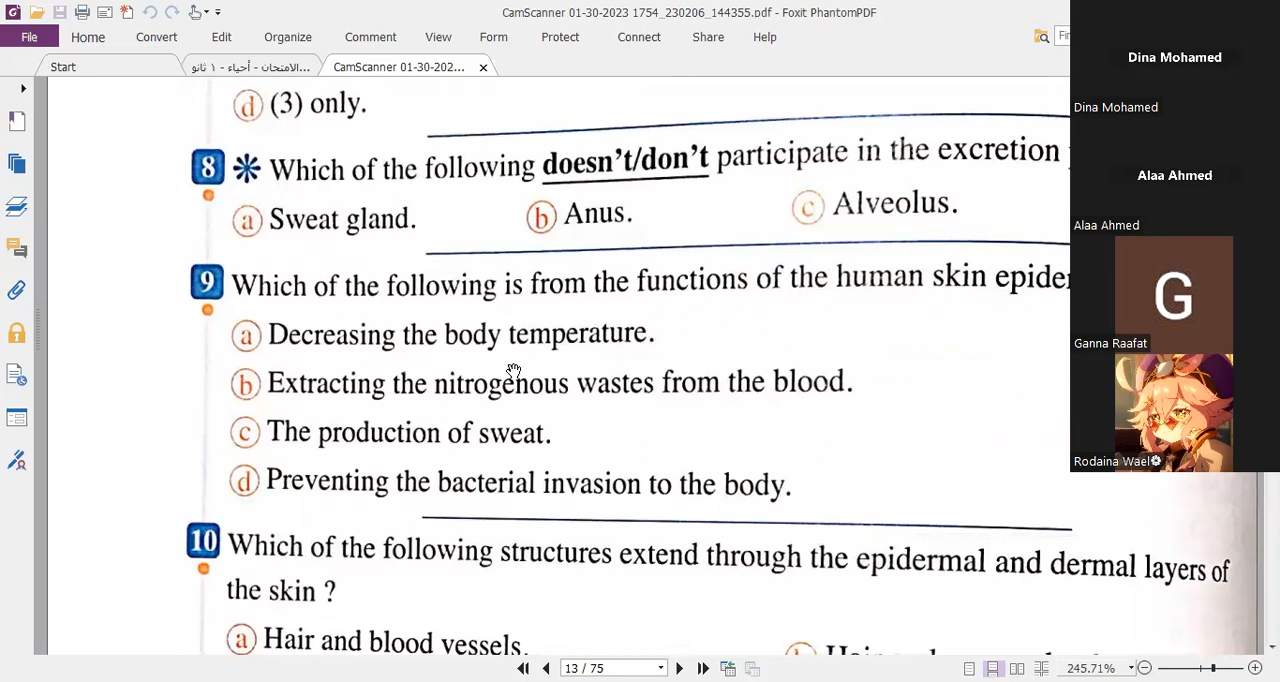 CamScanner 01-30-2023 1754_230206_144355.pdf - Foxit PhantomPDF
File Home Convert Edit Organize Comment View Form Protect Connect Share Help
Start
الامتحان - أحياء - ١ ثانو...
CamScanner 01-30-202...
d (3) only.
8 * Which of the following doesn't/don't participate in the excretion
a Sweat gland.
b Anus.
c Alveolus.
9 Which of the following is from the functions of the human skin epider
a Decreasing the body temperature.
b Extracting the nitrogenous wastes from the blood.
c The production of sweat.
d Preventing the bacterial invasion to the body.
10 Which of the following structures extend through the epidermal and dermal layers of
the skin ?
a Hair and blood vessels.
13 / 75
245.71%
Dina Mohamed
Dina Mohamed
Alaa Ahmed
Alaa Ahmed
G
Ganna Raafat
Rodaina Wael